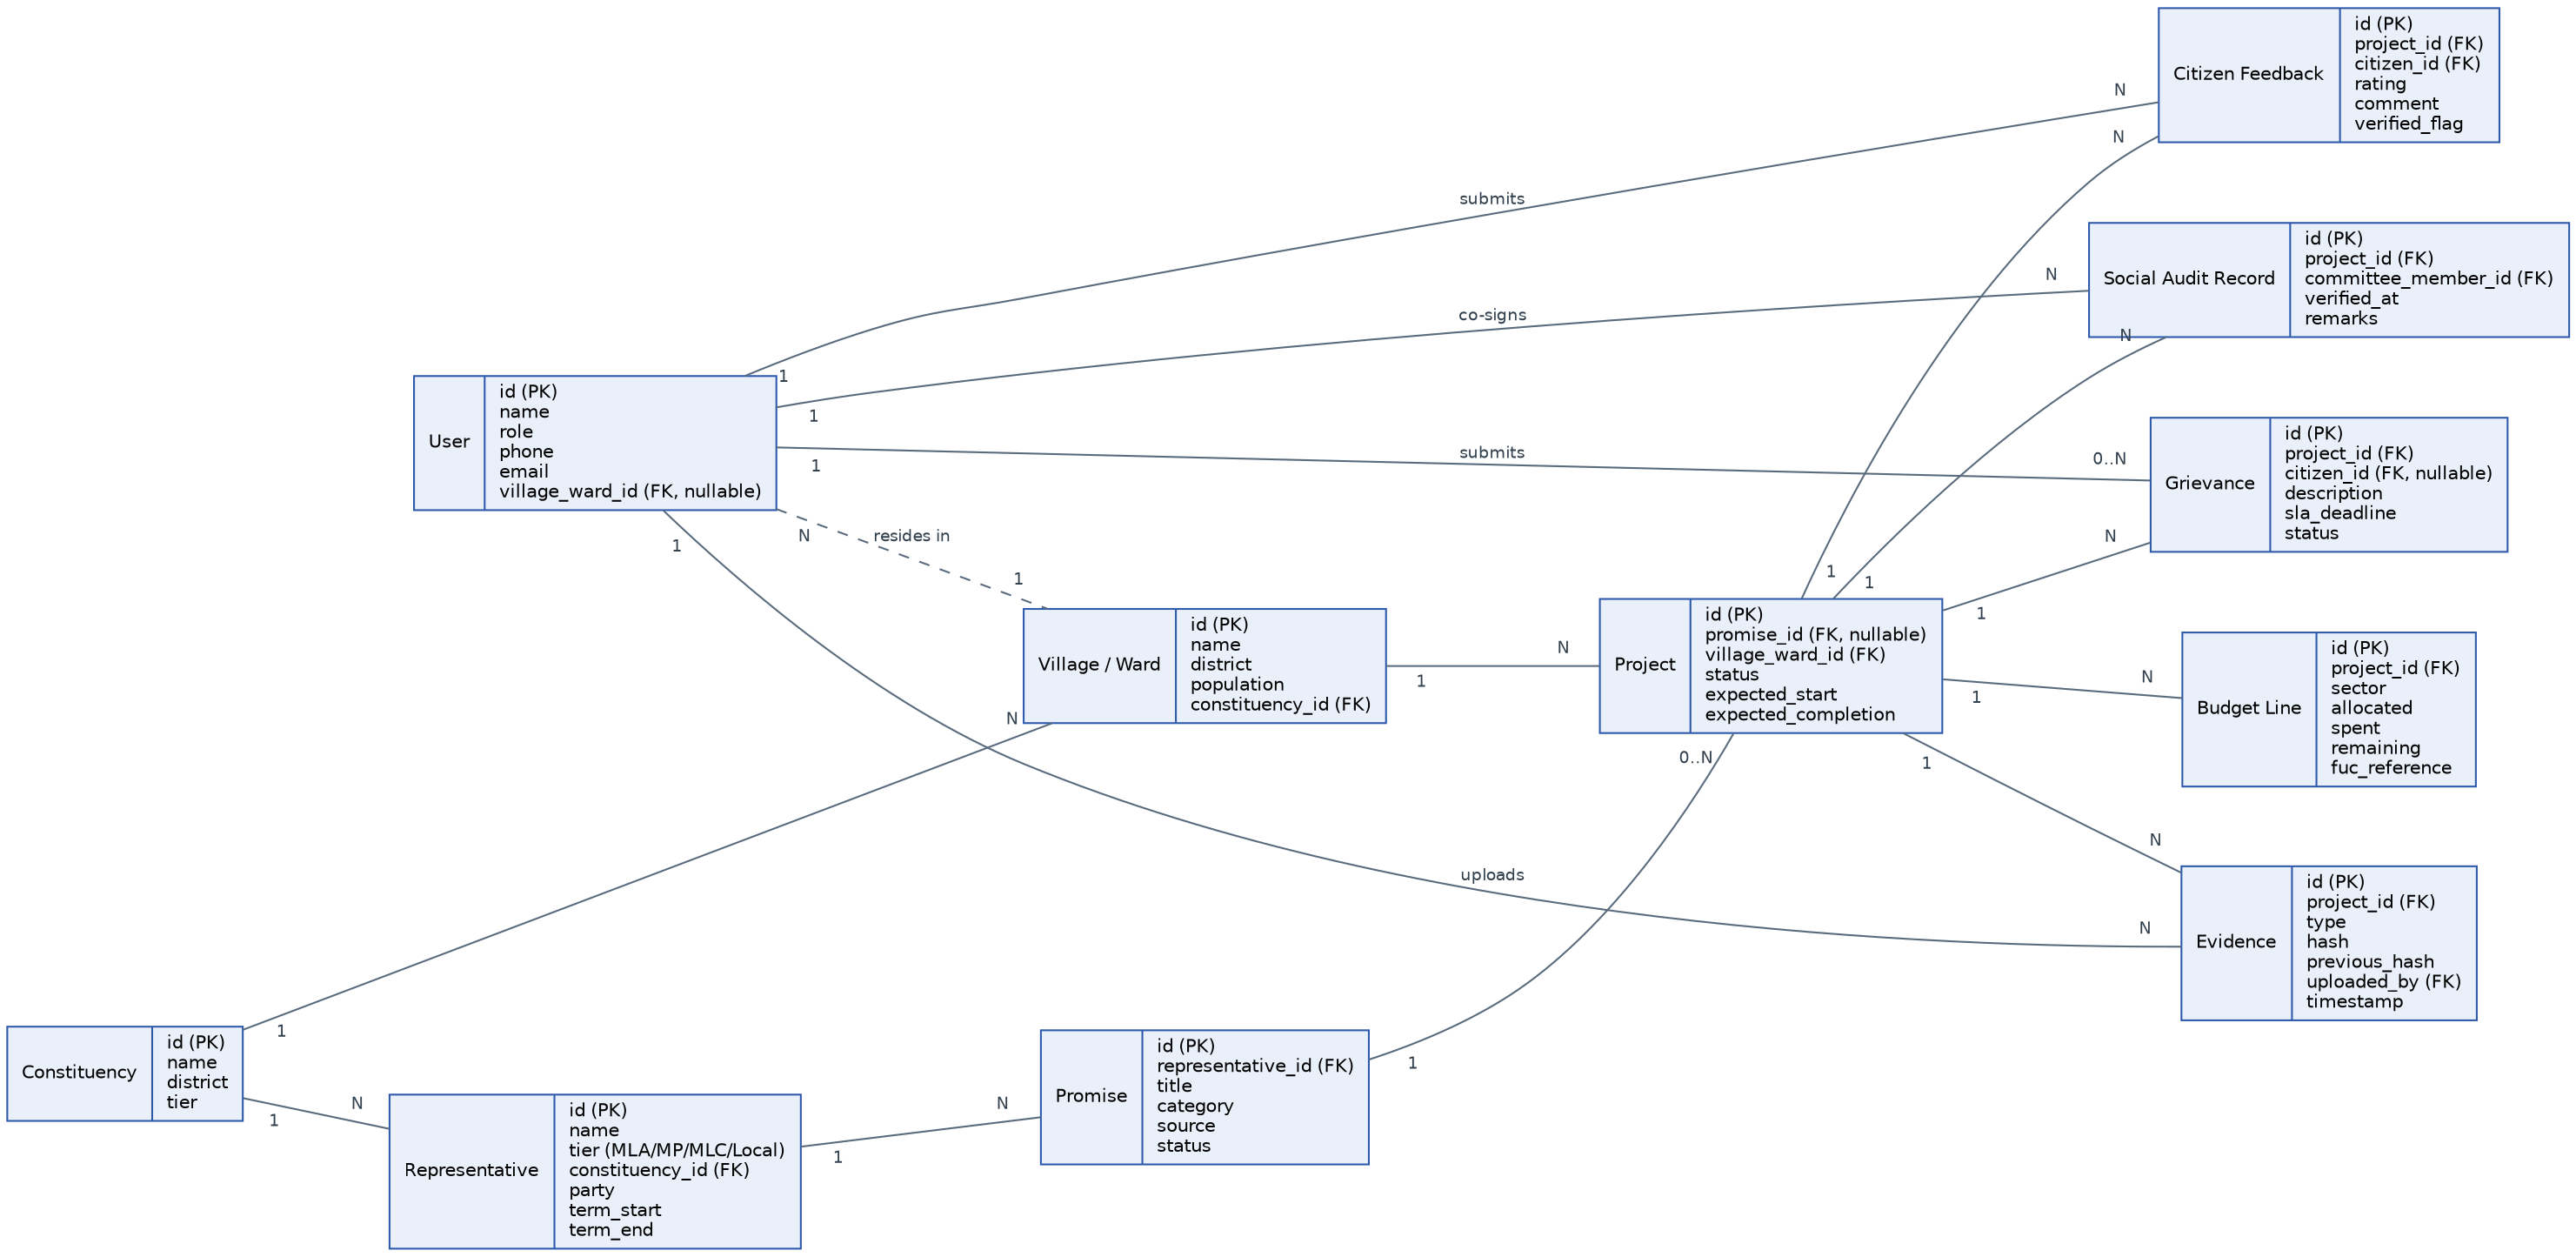 Citizen Feedback
id (PK)
project_id (FK)
citizen_id (FK)
rating
comment
verified_flag
N
N
submits
Social Audit Record
id (PK)
project_id (FK)
committee_member_id (FK)
verified_at
remarks
N
N
co-signs
User
id (PK)
name
role
phone
email
village_ward_id (FK, nullable)
1
1
1
1
N
submits
0..N
Grievance
id (PK)
project_id (FK)
citizen_id (FK, nullable)
description
sla_deadline
status
N
resides in
1
Village / Ward
id (PK)
name
district
population
constituency_id (FK)
N
1
N
Project
id (PK)
promise_id (FK, nullable)
village_ward_id (FK)
status
expected_start
expected_completion
1
1
1
1
1
0..N
Budget Line
id (PK)
project_id (FK)
sector
allocated
spent
remaining
fuc_reference
N
uploads
N
N
Evidence
id (PK)
project_id (FK)
type
hash
previous_hash
uploaded_by (FK)
timestamp
Constituency
id (PK)
name
district
tier
1
1
N
Representative
id (PK)
name
tier (MLA/MP/MLC/Local)
constituency_id (FK)
party
term_start
term_end
1
N
Promise
id (PK)
representative_id (FK)
title
category
source
status
1